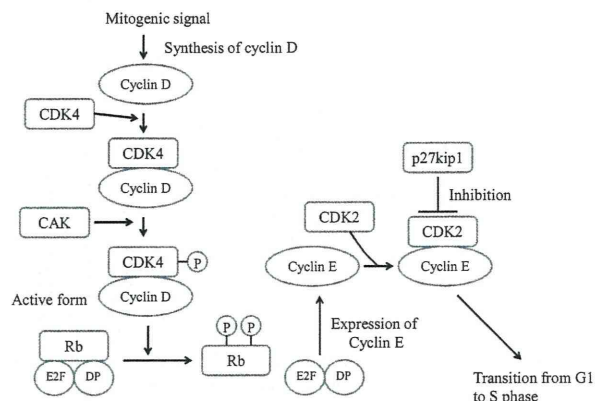 Mitogenic signal
Synthesis of cyclin D
Cyclin D
CDK4
CDK4
Cyclin D
CAK
CDK4
P
Cyclin D
Active form
Rb
E2F
DP
P
P
Rb
E2F
DP
Expression of
Cyclin E
Cyclin E
CDK2
p27kip1
Inhibition
CDK2
Cyclin E
Transition from G1
to S phase